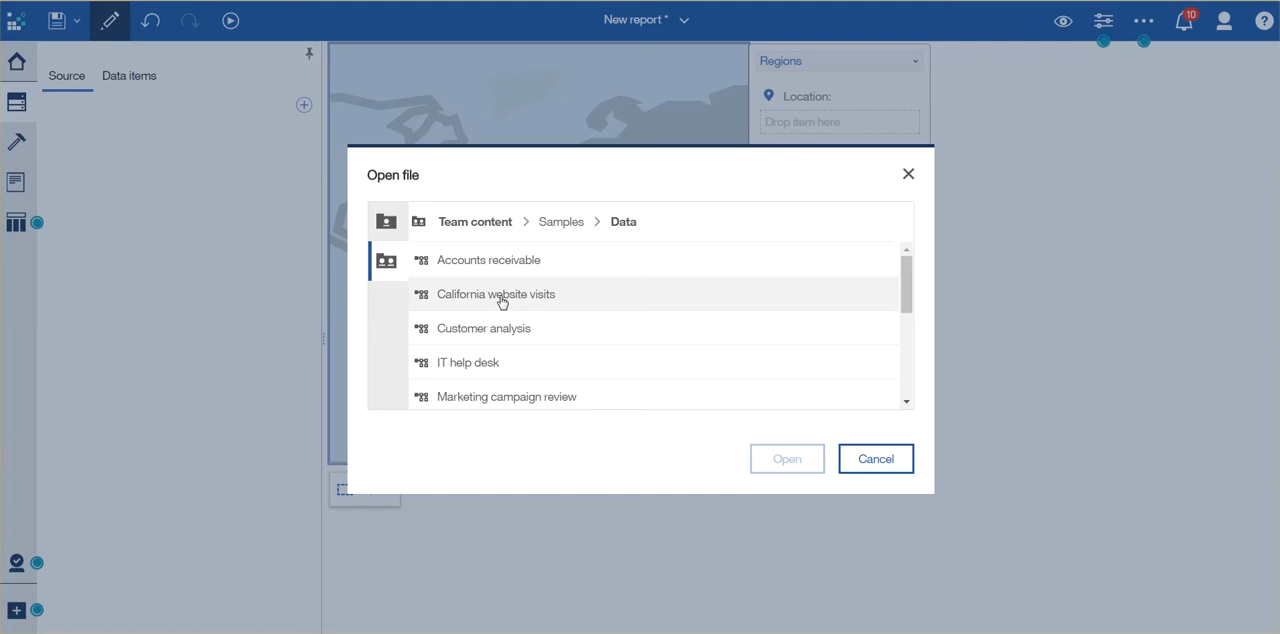 New report *
10
?
Source
Data items
Regions
Location:
Drop item here
Open file
Team content > Samples > Data
Accounts receivable
California website visits
Customer analysis
IT help desk
Marketing campaign review
Open
Cancel